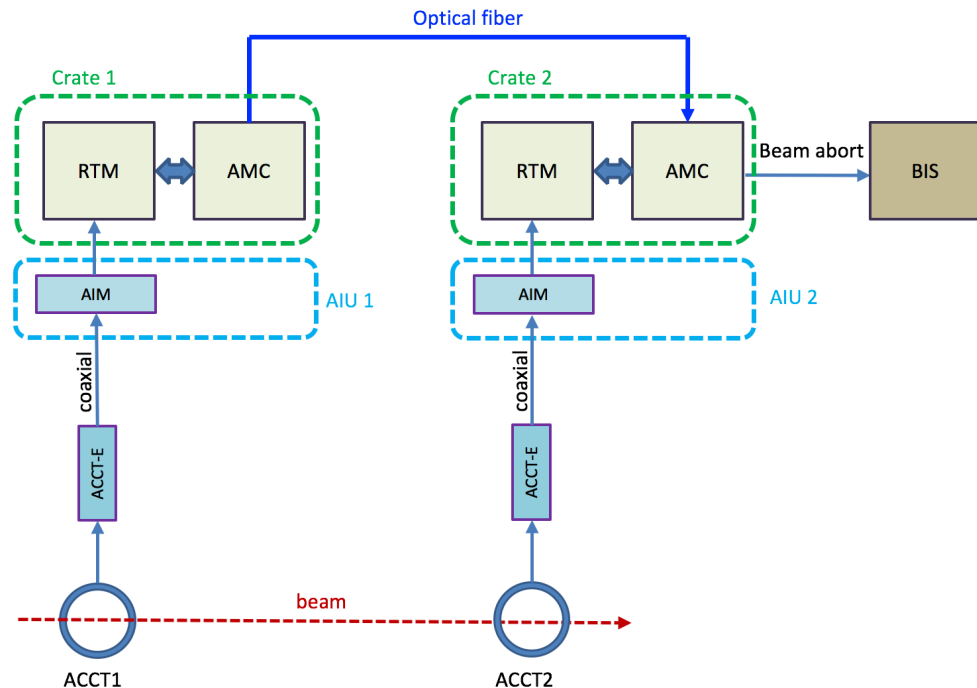 Optical fiber
Crate 1
Crate 2
RTM
AMC
RTM
AMC
Beam abort
BIS
AIM
AIU 1
AIM
AIU 2
coaxial
coaxial
ACCT-E
ACCT-E
beam
ACCT1
ACCT2